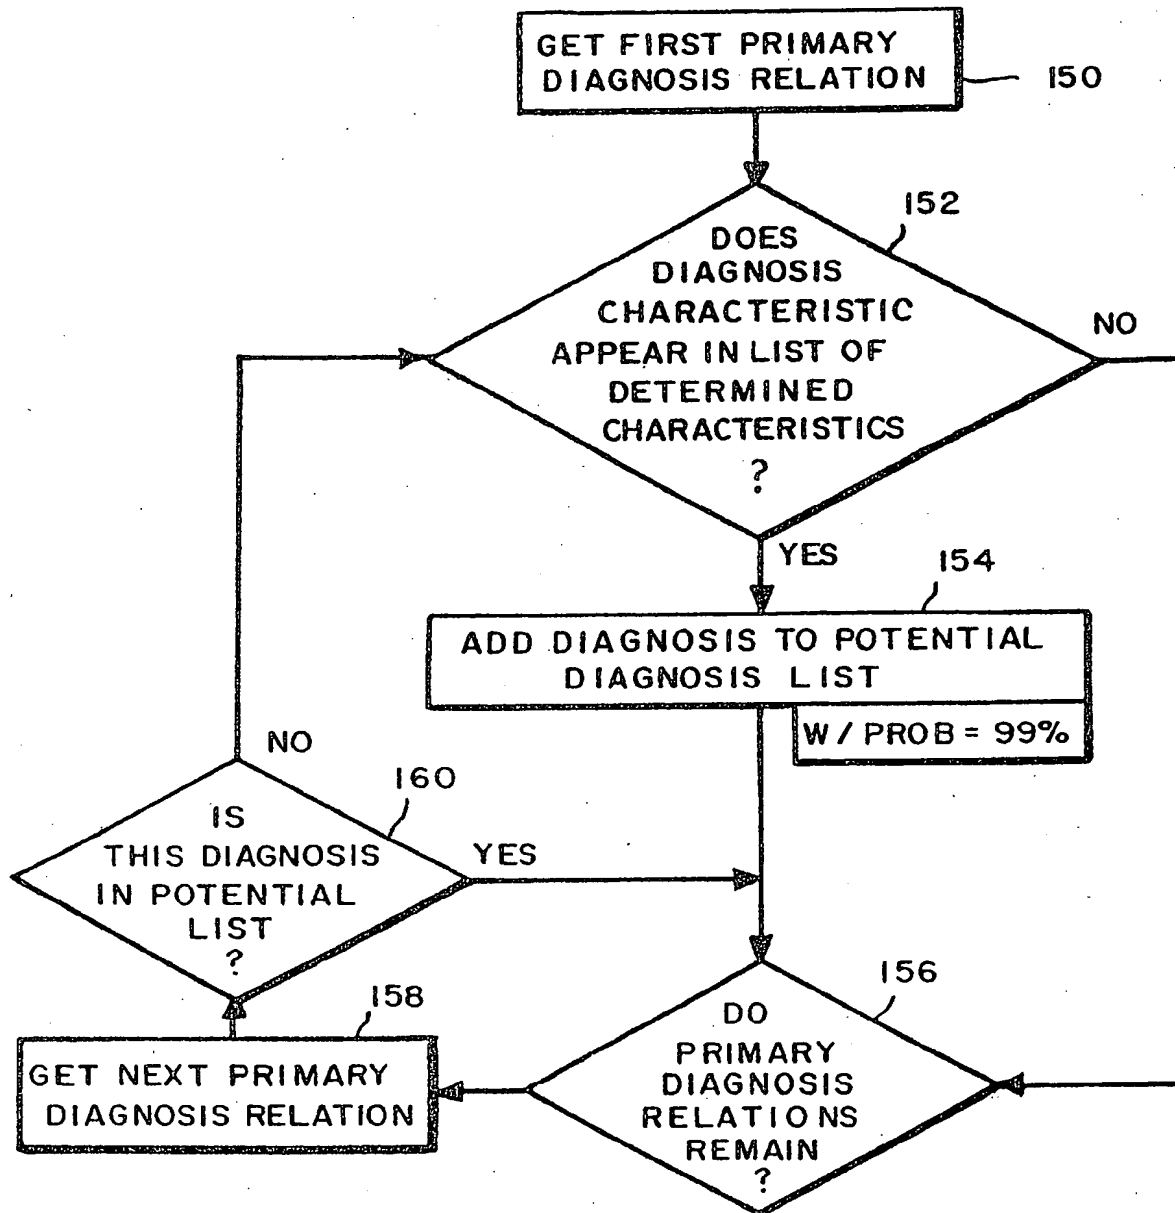 GET FIRST PRIMARY
DIAGNOSIS RELATION
150
152
DOES
DIAGNOSIS
CHARACTERISTIC
APPEAR IN LIST OF
DETERMINED
CHARACTERISTICS
?
NO
YES
154
ADD DIAGNOSIS TO POTENTIAL
DIAGNOSIS LIST
W/PROB = 99%
NO
160
IS
THIS DIAGNOSIS
IN POTENTIAL
LIST
?
YES
156
DO
PRIMARY
DIAGNOSIS
RELATIONS
REMAIN
?
158
GET NEXT PRIMARY
DIAGNOSIS RELATION